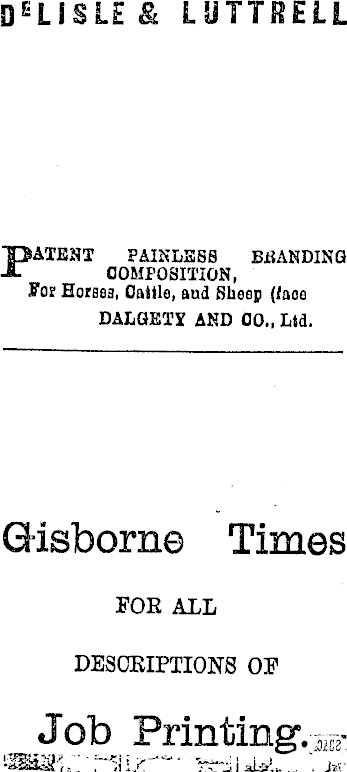 DELISLE & LUTTRELL
PATENT PAINLESS BRANDING
COMPOSITION,
For Horses, Cattle, and Sheep (face
DALGETY AND CO., Ltd.
Gisborne Times
FOR ALL
DESCRIPTIONS OF
Job Printing.